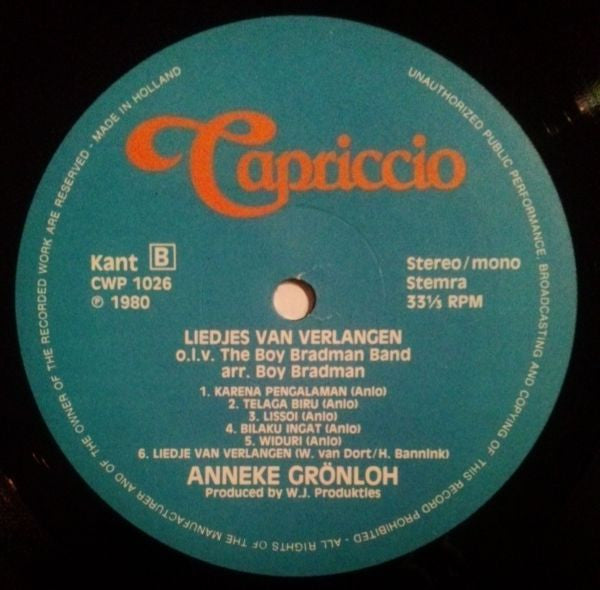 Capriccio
Kant B
CWP 1026
℗ 1980
Stereo/mono
Stemra
33⅓ RPM
LIEDJES VAN VERLANGEN
o.l.v. The Boy Bradman Band
arr. Boy Bradman
1. KARENA PENGALAMAN (Anlo)
2. TELAGA BIRU (Anlo)
3. LISSOI (Anlo)
4. BILAKU INGAT (Anlo)
5. WIDURI (Anlo)
6. LIEDJE VAN VERLANGEN (W. van Dort/H. Bannink)
ANNEKE GRÖNLOH
Produced by W.J. Produkties
ALL RIGHTS OF THE MANUFACTURER AND OF THE OWNER OF THE RECORDED WORK ARE RESERVED - MADE IN HOLLAND
UNAUTHORIZED PUBLIC PERFORMANCE, BROADCASTING AND COPYING OF THIS RECORD PROHIBITED -